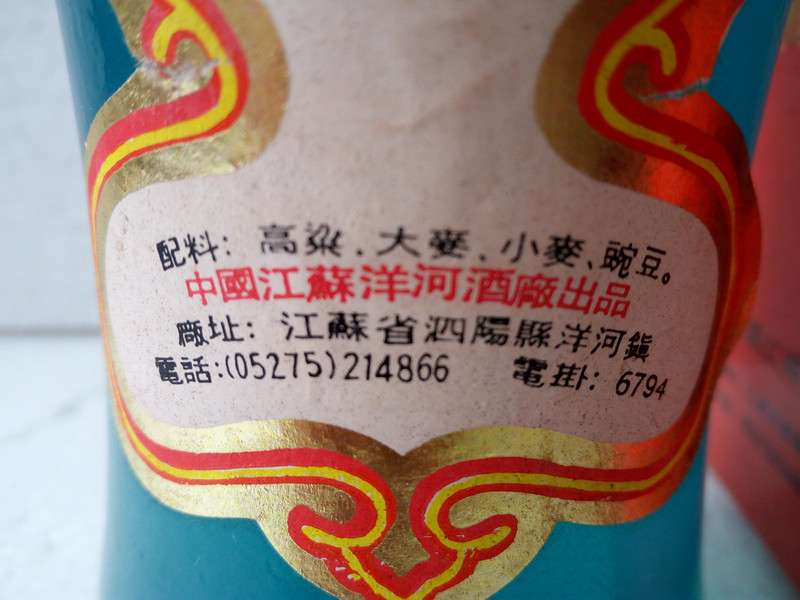 配料: 高粱、大麥、小麥、豌豆。
中國江蘇洋河酒廠出品
廠址: 江蘇省泗陽縣洋河鎮
電話:(05275)214866 電掛: 6794